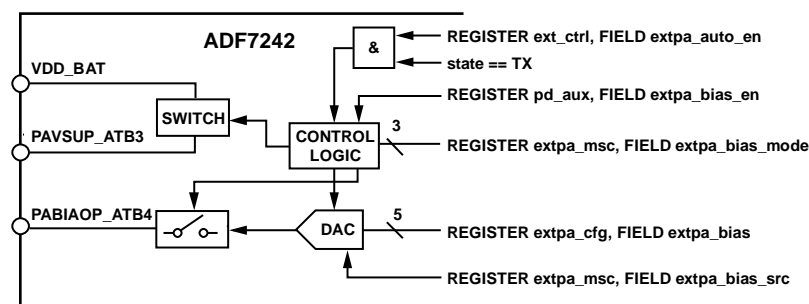 ADF7242
&
REGISTER ext_ctrl, FIELD extpa_auto_en
state == TX
VDD_BAT
REGISTER pd_aux, FIELD extpa_bias_en
SWITCH
CONTROL
LOGIC
3
REGISTER extpa_msc, FIELD extpa_bias_mode
PAVSUP_ATB3
PABIAOP_ATB4
DAC
5
REGISTER extpa_cfg, FIELD extpa_bias
REGISTER extpa_msc, FIELD extpa_bias_src